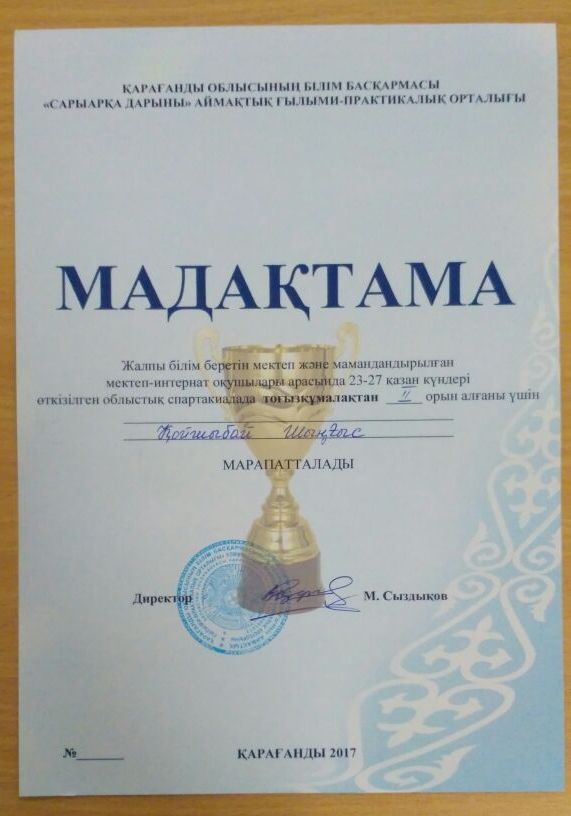 ҚАРАҒАНДЫ ОБЛЫСЫНЫҢ БІЛІМ БАСҚАРМАСЫ
«САРЫАРҚА ДАРЫНЫ» АЙМАҚТЫҚ ҒЫЛЫМИ-ПРАКТИКАЛЫҚ ОРТАЛЫҒЫ
МАДАҚТАМА
Жалпы білім беретін мектеп және мамандандырылған
мектеп-интернат оқушылары арасында 23-27 қазан күндері
өткізілген облыстық спартакиадада тоғызқұмалақтан II орын алғаны үшін
Қойшыбай Шыңғыс
МАРАПАТТАЛАДЫ
Директор М. Сыздықов
№______
ҚАРАҒАНДЫ 2017